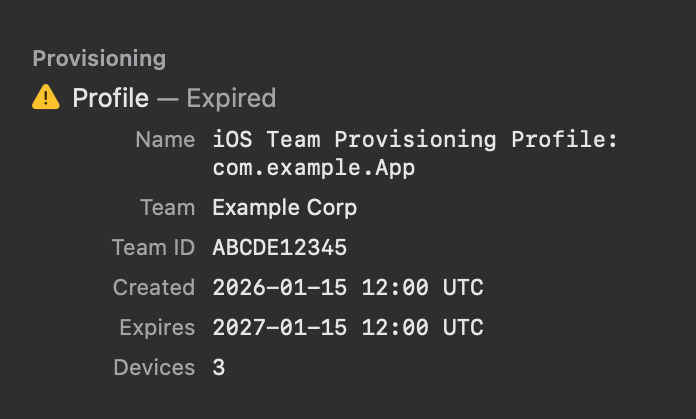 Provisioning
Profile — Expired
Name iOS Team Provisioning Profile:
com.example.App
Team Example Corp
Team ID ABCDE12345
Created 2026-01-15 12:00 UTC
Expires 2027-01-15 12:00 UTC
Devices 3